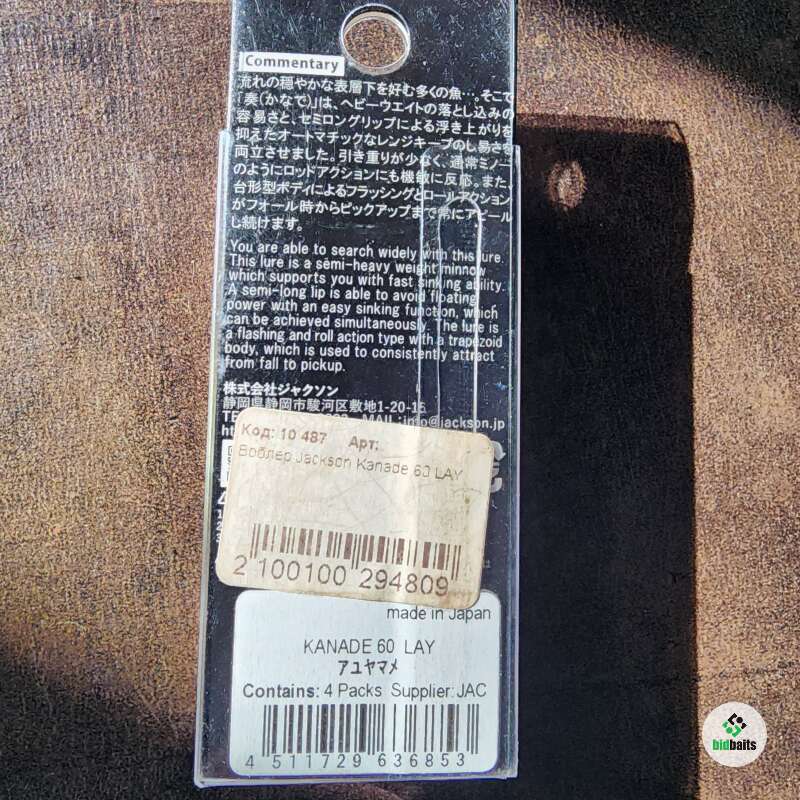 Commentary
流れの穏やかな表層下を好む多くの魚…。そこで
「奏(かなで)」は、ヘビーウエイトの落とし込みの
容易さと、セミロングリップによる浮き上がりを
抑えたオートマチックなレンジキープのし易さを
両立させました。引き重りが少なく、通常ミノー
のようにロッドアクションにも機敏に反応。また、
台形型ボディによるフラッシングとロールアクション
がフォール時からピックアップまで常にアピール
し続けます。
You are able to search widely with this lure.
This lure is a semi-heavy weight minnow
which supports you with fast sinking ability.
A semi-long lip is able to avoid floating
power with an easy sinking function, which
can be achieved simultaneously. The lure is
a flashing and roll action type with a trapezoid
body, which is used to consistently attract
from fall to pickup.
株式会社ジャクソン
静岡県静岡市駿河区敷地1-20-16
MAIL:info@jackson.jp
Код: 10 487 Арт:
Воблер Jackson Kanade 60 LAY
2 100100 294809
made in Japan
KANADE 60 LAY
アユヤマメ
Contains: 4 Packs Supplier: JAC
4 511729 636853
bidbaits